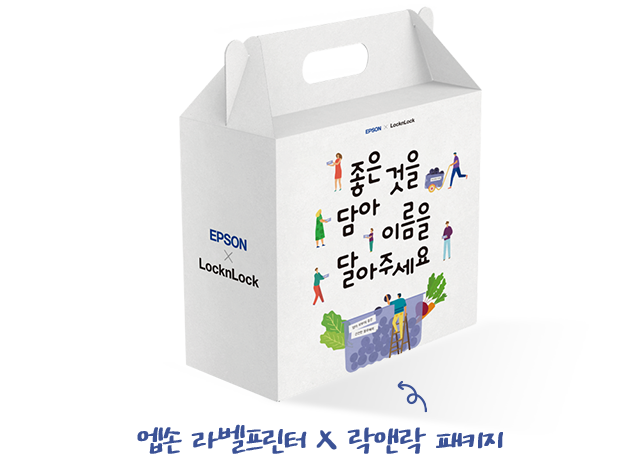 EPSON × LocknLock
좋은 것을
담아 이름을
달아주세요
EPSON
×
LocknLock
엡손 라벨프린터 X 락앤락 패키지